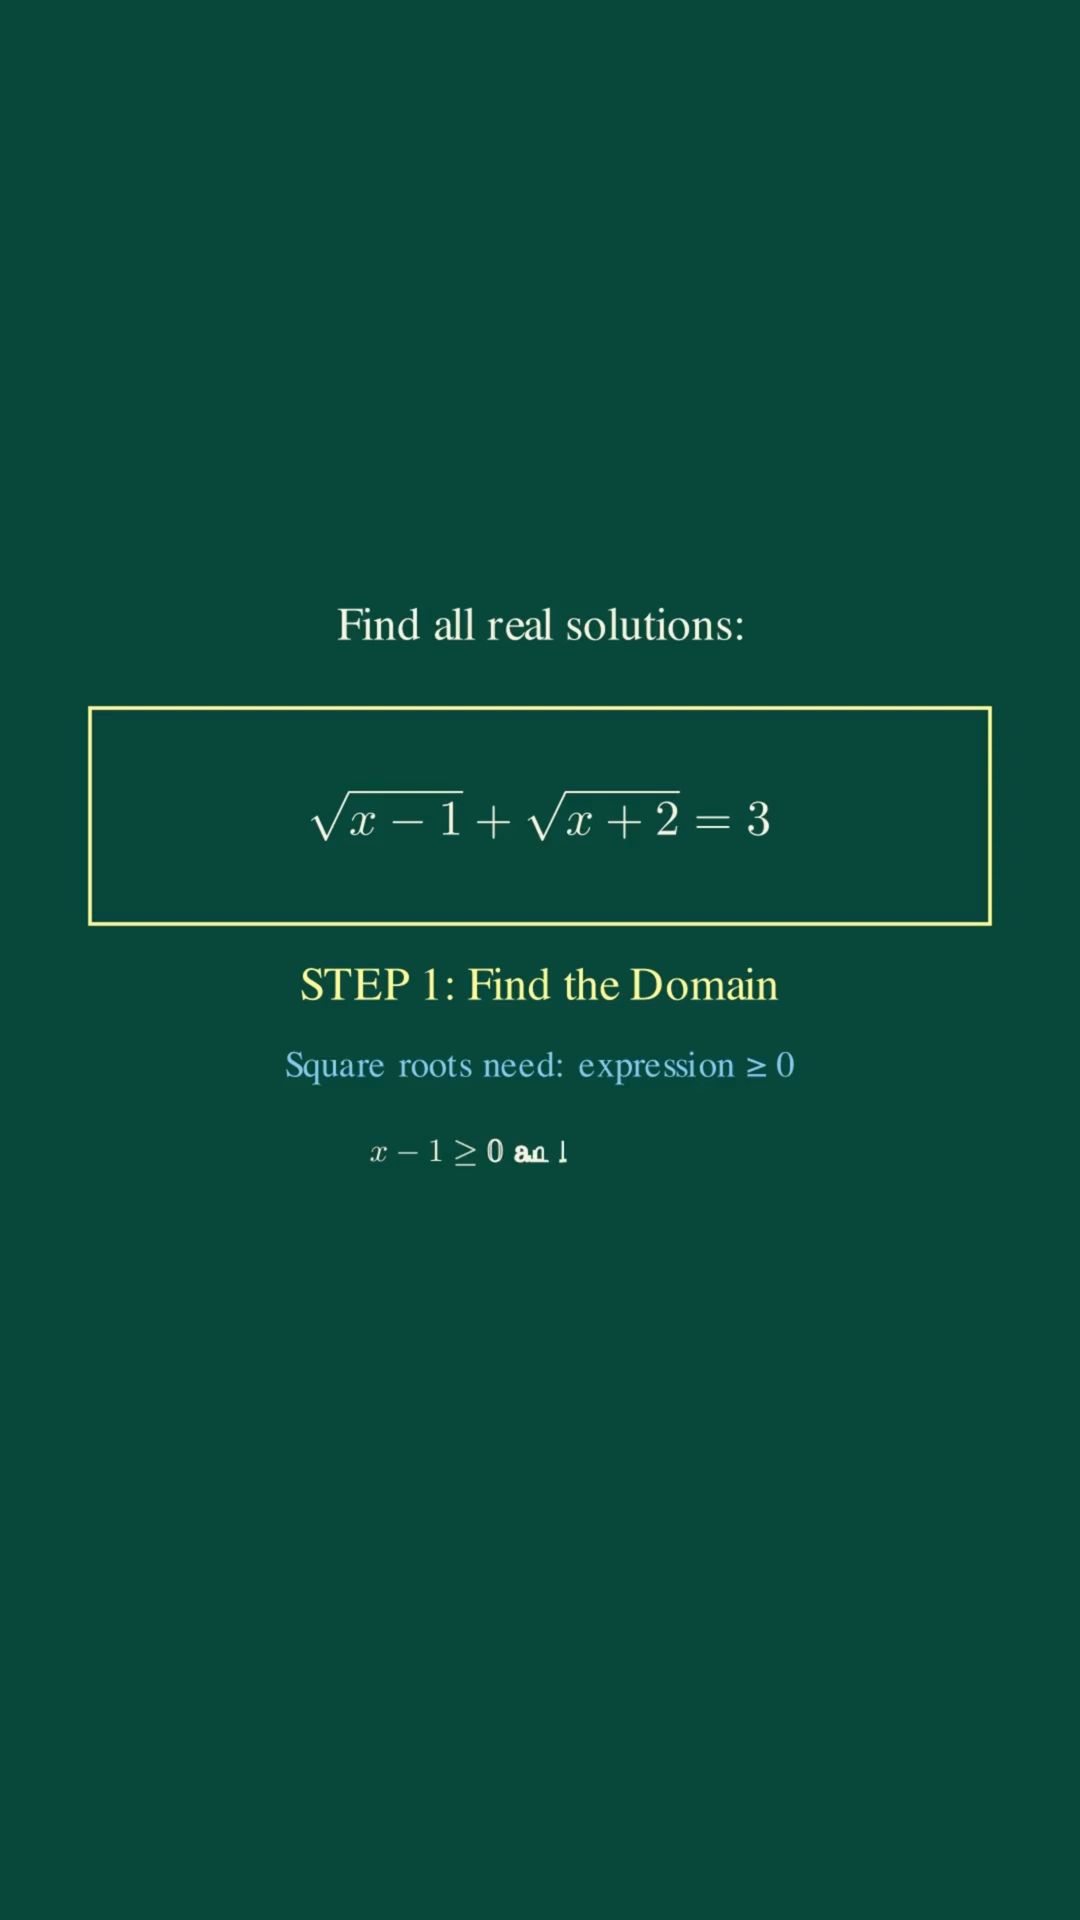 Find all real solutions:
√(x − 1) + √(x + 2) = 3
STEP 1: Find the Domain
Square roots need: expression ≥ 0
x − 1 ≥ 0